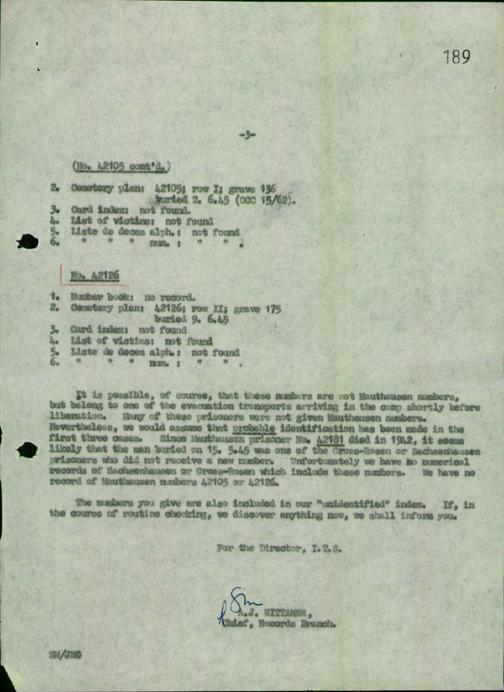 189
-3-
(No. 42105 cont'd.)
2. Cemetery plan: 42105; row I; grave 136
buried 2. 6.45 (OCC 15/62).
3. Card index: not found.
4. List of victims: not found
5. Liste de deces alph.: not found
6. " " " num. : " " .
No. 42126
1. Number book: no record.
2. Cemetery plan: 42126; row II; grave 175
buried 9. 6.45
3. Card index: not found
4. List of victims: not found
5. Liste de deces alph.: not found
6. " " " num. : " " .
It is possible, of course, that these numbers are not Mauthausen numbers,
but belong to one of the evacuation transports arriving in the camp shortly before
liberation. Many of these prisoners were not given Mauthausen numbers.
Nevertheless, we would assume that probable identification has been made in the
first three cases. Since Mauthausen prisoner No. 42181 died in 1942, it seems
likely that the man buried on 15. 5.45 was one of the Gross-Rosen or Sachsenhausen
prisoners who did not receive a new number. Unfortunately we have no numerical
records of Sachsenhausen or Gross-Rosen which include these numbers. We have no
record of Mauthausen numbers 42105 or 42126.
The numbers you give are also included in our "unidentified" index. If, in
the course of routine checking, we discover anything new, we shall inform you.
For the Director, I.T.S.
A.J. WITTAMER,
Chief, Records Branch.